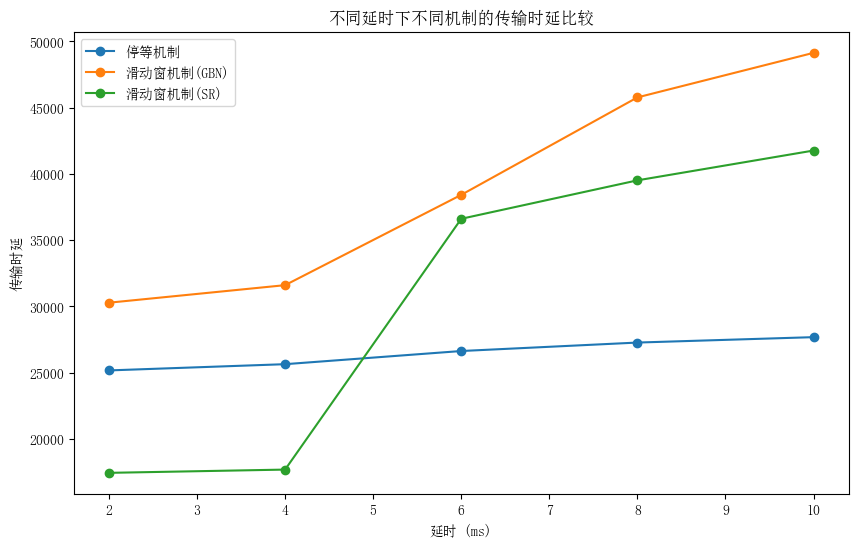 不同延时下不同机制的传输时延比较
停等机制
滑动窗机制(GBN)
滑动窗机制(SR)
传输时延
50000
45000
40000
35000
30000
25000
20000
2 3 4 5 6 7 8 9 10
延时 (ms)